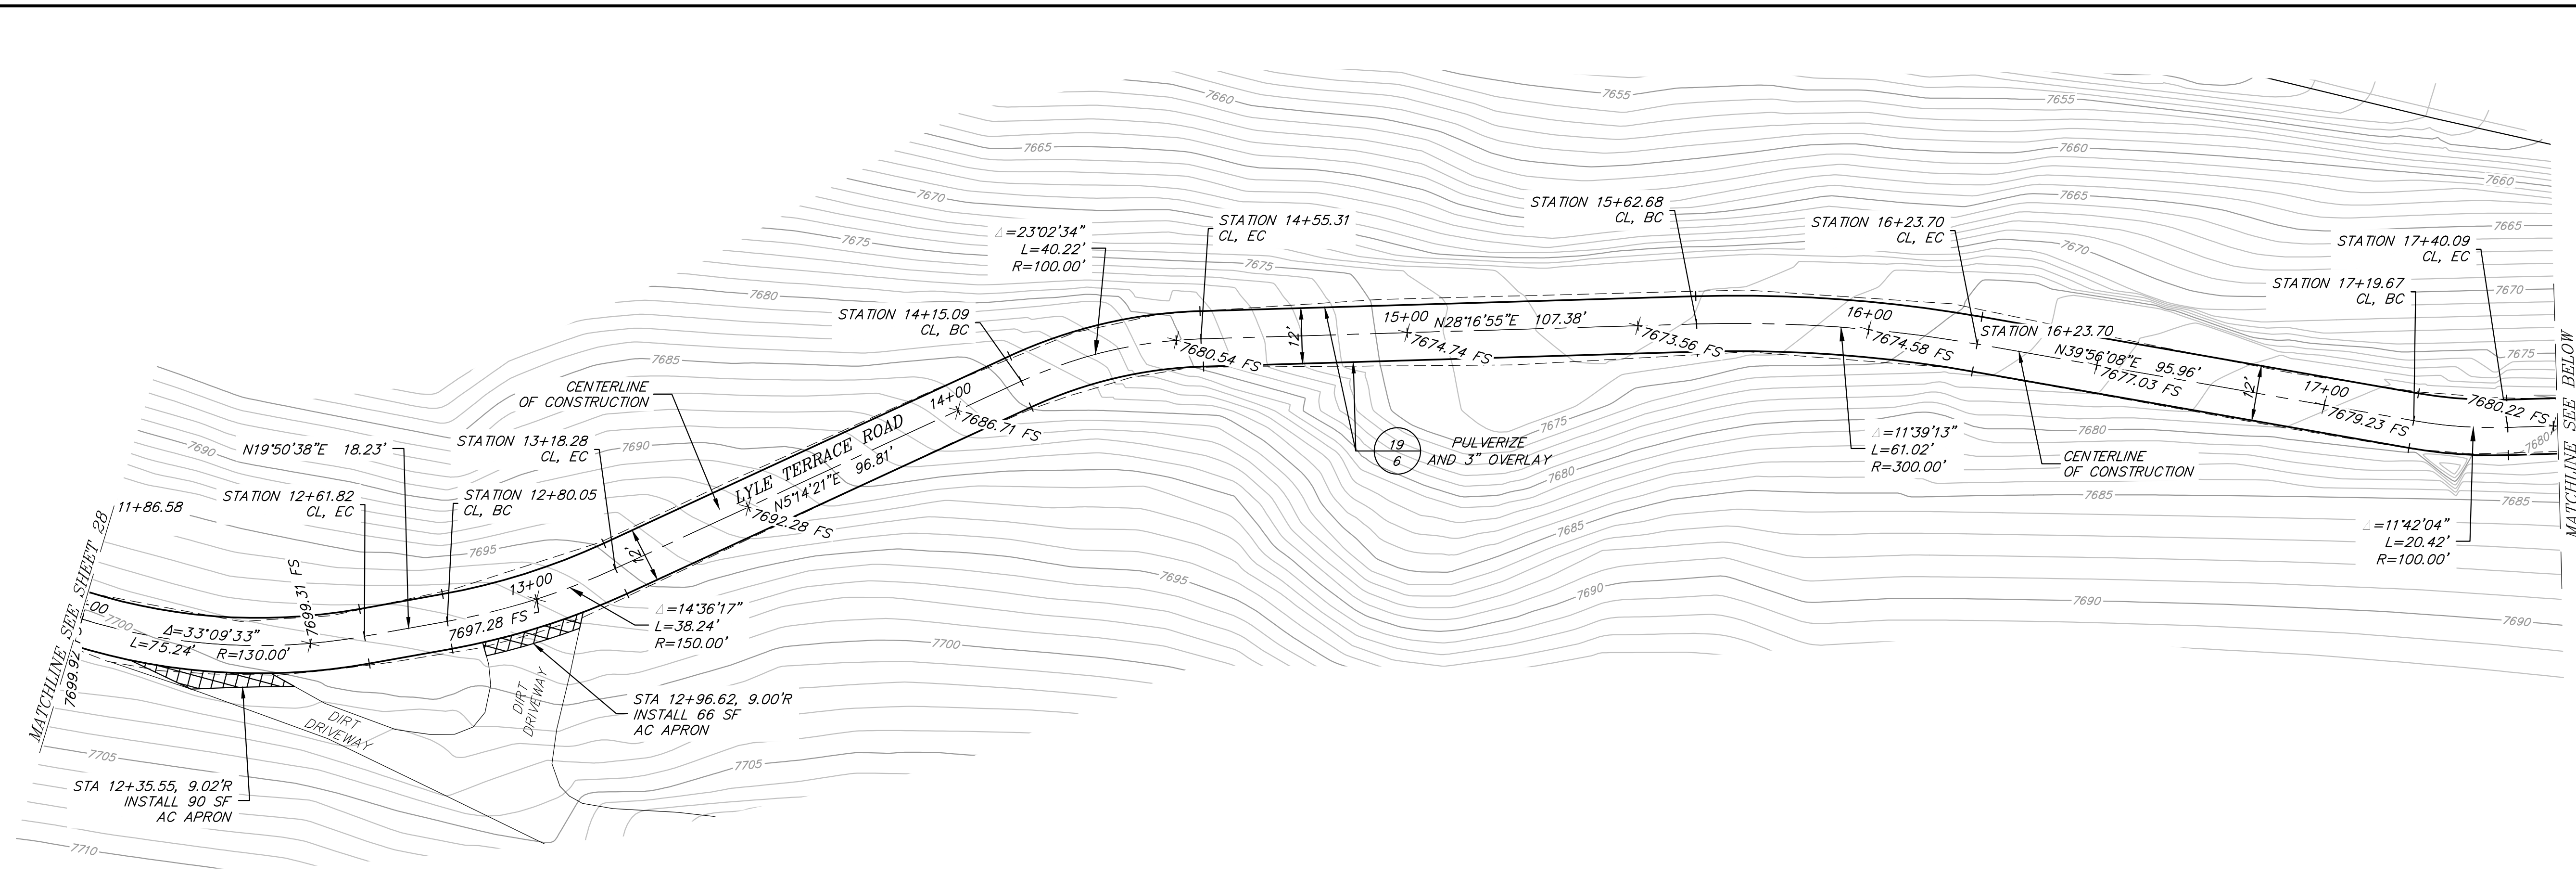 7655
7655
7660
7660
7660
7665
7665
7665
7670
7670
7670
7675
7675
7675
7675
7675
7680
7680
7680
7680
7685
7685
7685
7685
7690
7690
7690
7690
7690
7695
7695
7700
7700
7705
7705
7710
MATCHLINE SEE SHEET 28
11+86.58
7699.92
Δ=33°09'33"
L=75.24' R=130.00'
7699.31 FS
STATION 12+61.82
CL, EC
N19°50'38"E 18.23'
STATION 12+80.05
CL, BC
13+00
7697.28 FS
STATION 13+18.28
CL, EC
12'
Δ=14°36'17"
L=38.24'
R=150.00'
STA 12+96.62, 9.00'R
INSTALL 66 SF
AC APRON
DIRT
DRIVEWAY
DIRT
DRIVEWAY
STA 12+35.55, 9.02'R
INSTALL 90 SF
AC APRON
CENTERLINE
OF CONSTRUCTION
LYLE TERRACE ROAD
N5°14'21"E 96.81'
7692.28 FS
14+00
7686.71 FS
STATION 14+15.09
CL, BC
Δ=23°02'34"
L=40.22'
R=100.00'
STATION 14+55.31
CL, EC
7680.54 FS
12'
15+00
N28°16'55"E 107.38'
7674.74 FS
19
6
PULVERIZE
AND 3" OVERLAY
7673.56 FS
STATION 15+62.68
CL, BC
16+00
7674.58 FS
STATION 16+23.70
CL, EC
STATION 16+23.70
N39°56'08"E 95.96'
7677.03 FS
Δ=11°39'13"
L=61.02'
R=300.00'
CENTERLINE
OF CONSTRUCTION
12'
17+00
7679.23 FS
STATION 17+19.67
CL, BC
STATION 17+40.09
CL, EC
7680.22 FS
Δ=11°42'04"
L=20.42'
R=100.00'
MATCHLINE SEE BELOW